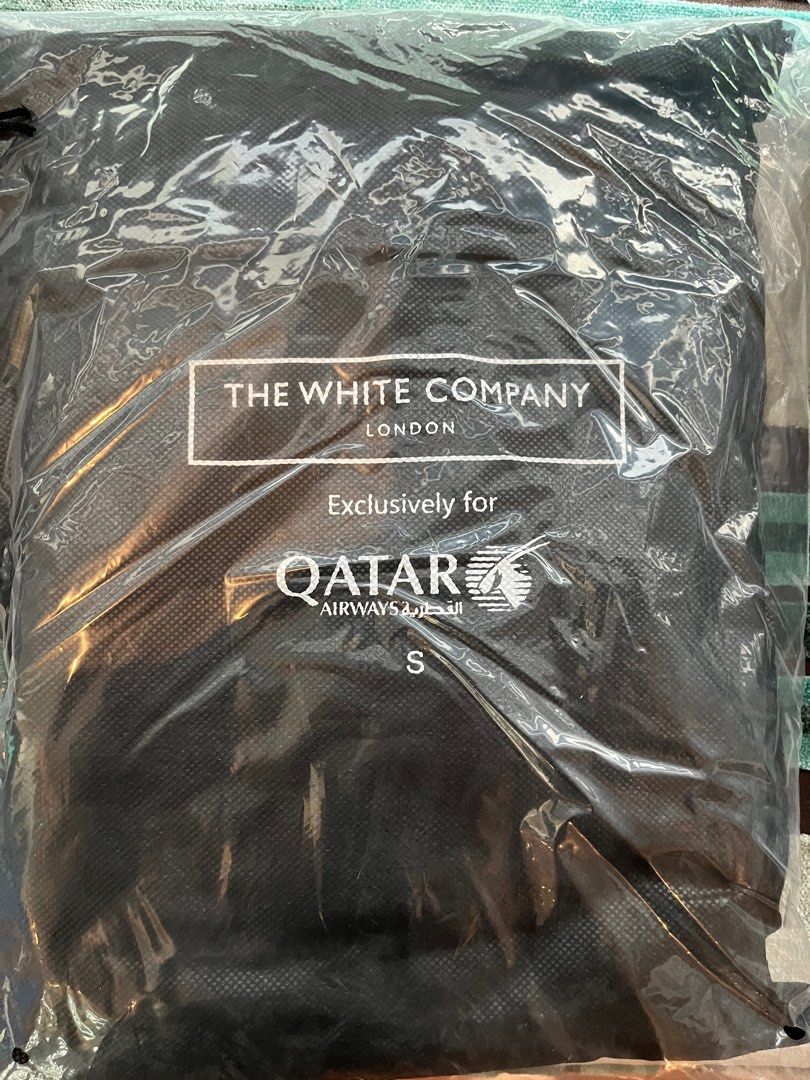 THE WHITE COMPANY
LONDON
Exclusively for
QATAR
AIRWAYS القطرية
S